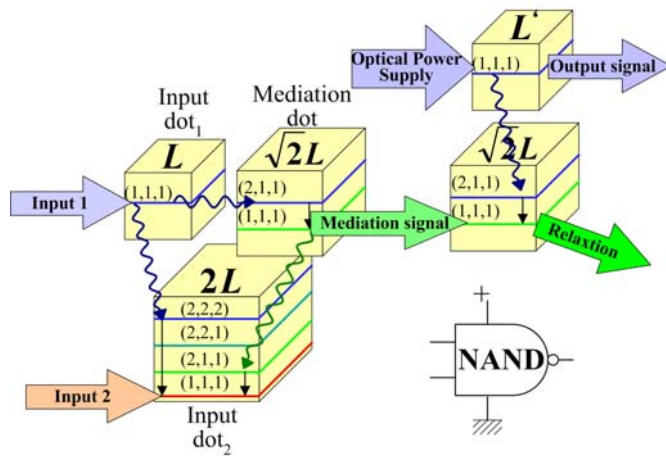 L‘
Optical Power
Supply
(1,1,1)
Output signal
Input
dot1
Mediation
dot
L
√2L
√2L
(1,1,1)
(2,1,1)
(2,1,1)
Input 1
(1,1,1)
Mediation signal
(1,1,1)
Relaxtion
2L
(2,2,2)
(2,2,1)
(2,1,1)
(1,1,1)
Input 2
Input
dot2
+
NAND